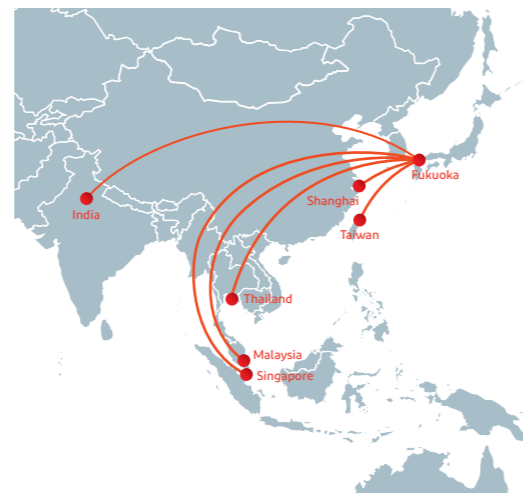 Fukuoka
India
Shanghai
Taiwan
Thailand
Malaysia
Singapore